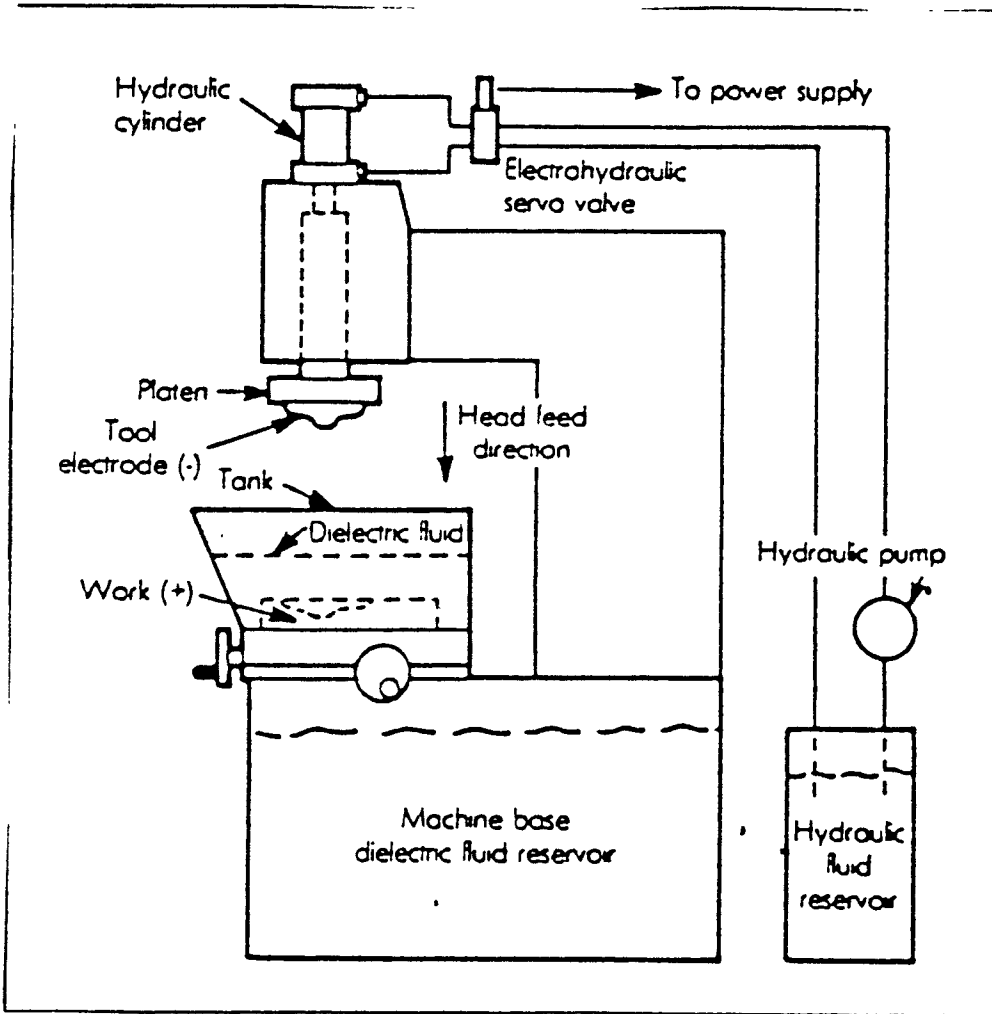 Hydraulic
cylinder
To power supply
Electrohydraulic
servo valve
Platen
Tool
electrode (-)
Head feed
direction
Tank
Dielectric fluid
Work (+)
Hydraulic pump
Machine base
dielectric fluid reservoir
Hydraulic
fluid
reservoir